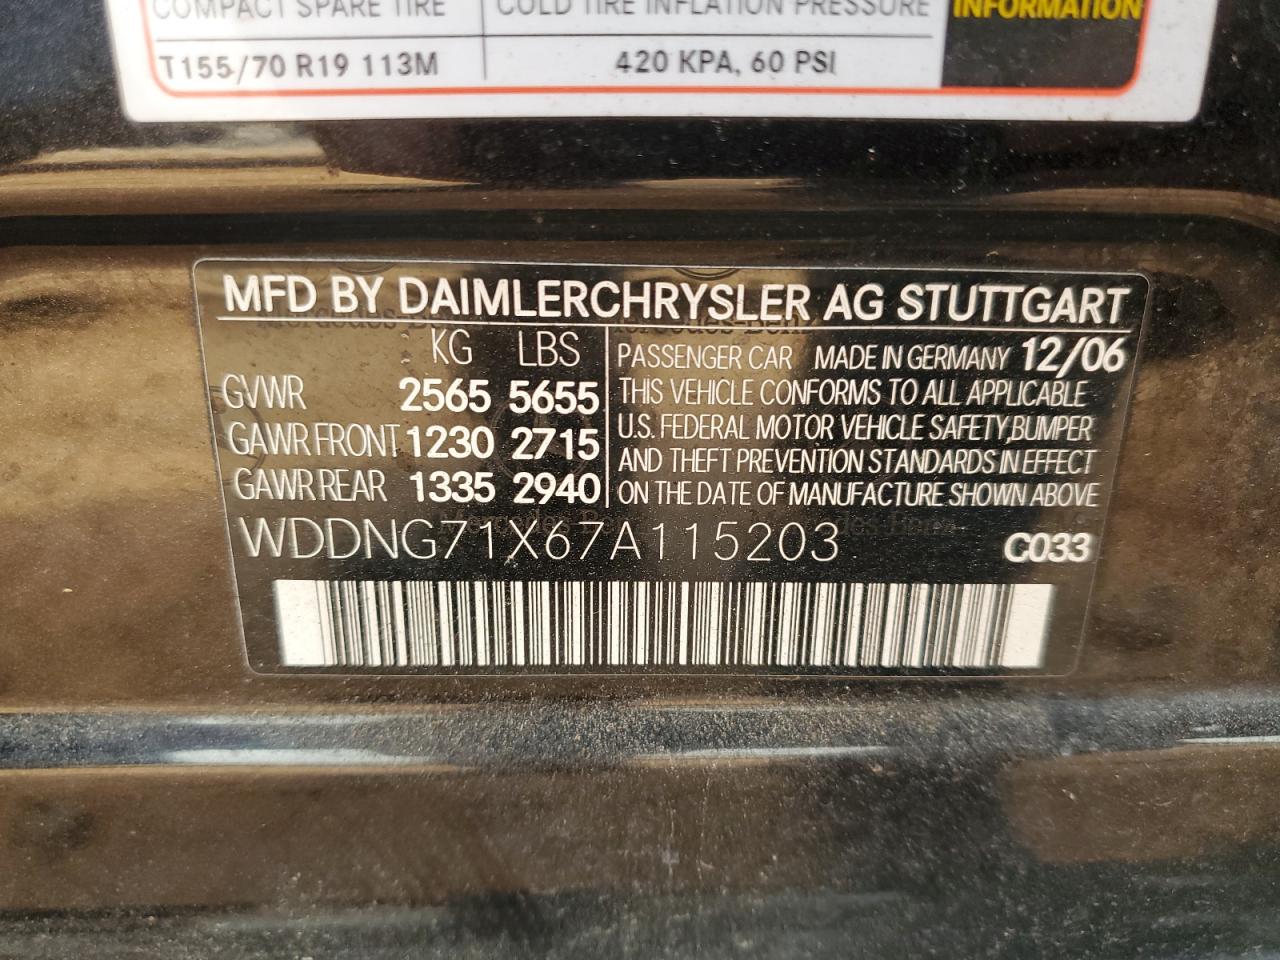 COMPACT SPARE TIRE COLD TIRE INFLATION PRESSURE INFORMATION
T155/70 R19 113M 420 KPA, 60 PSI
MFD BY DAIMLERCHRYSLER AG STUTTGART
KG LBS
GVWR 2565 5655
GAWR FRONT 1230 2715
GAWR REAR 1335 2940
PASSENGER CAR MADE IN GERMANY 12/06
THIS VEHICLE CONFORMS TO ALL APPLICABLE
U.S. FEDERAL MOTOR VEHICLE SAFETY,BUMPER
AND THEFT PREVENTION STANDARDS IN EFFECT
ON THE DATE OF MANUFACTURE SHOWN ABOVE
WDDNG71X67A115203 C033